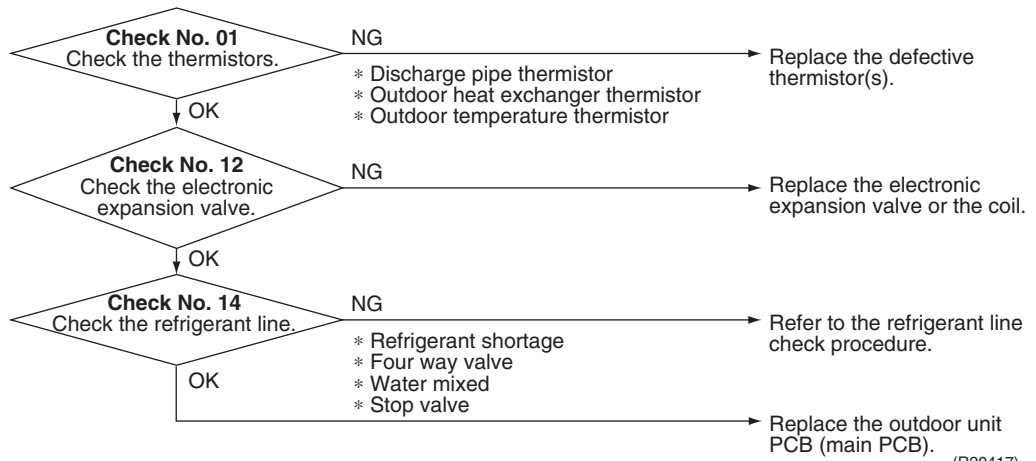 Check No. 01
Check the thermistors.
NG
∗ Discharge pipe thermistor
∗ Outdoor heat exchanger thermistor
∗ Outdoor temperature thermistor
Replace the defective
thermistor(s).
OK
Check No. 12
Check the electronic
expansion valve.
NG
Replace the electronic
expansion valve or the coil.
OK
Check No. 14
Check the refrigerant line.
NG
∗ Refrigerant shortage
∗ Four way valve
∗ Water mixed
∗ Stop valve
Refer to the refrigerant line
check procedure.
OK
Replace the outdoor unit
PCB (main PCB).